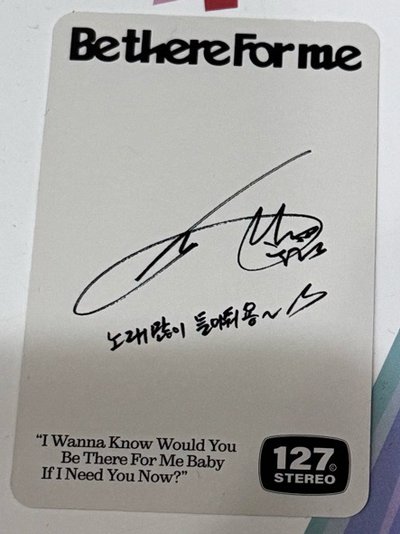 Be there For me
노래 많이 들어줘용~
"I Wanna Know Would You
Be There For Me Baby
If I Need You Now?"
127
STEREO